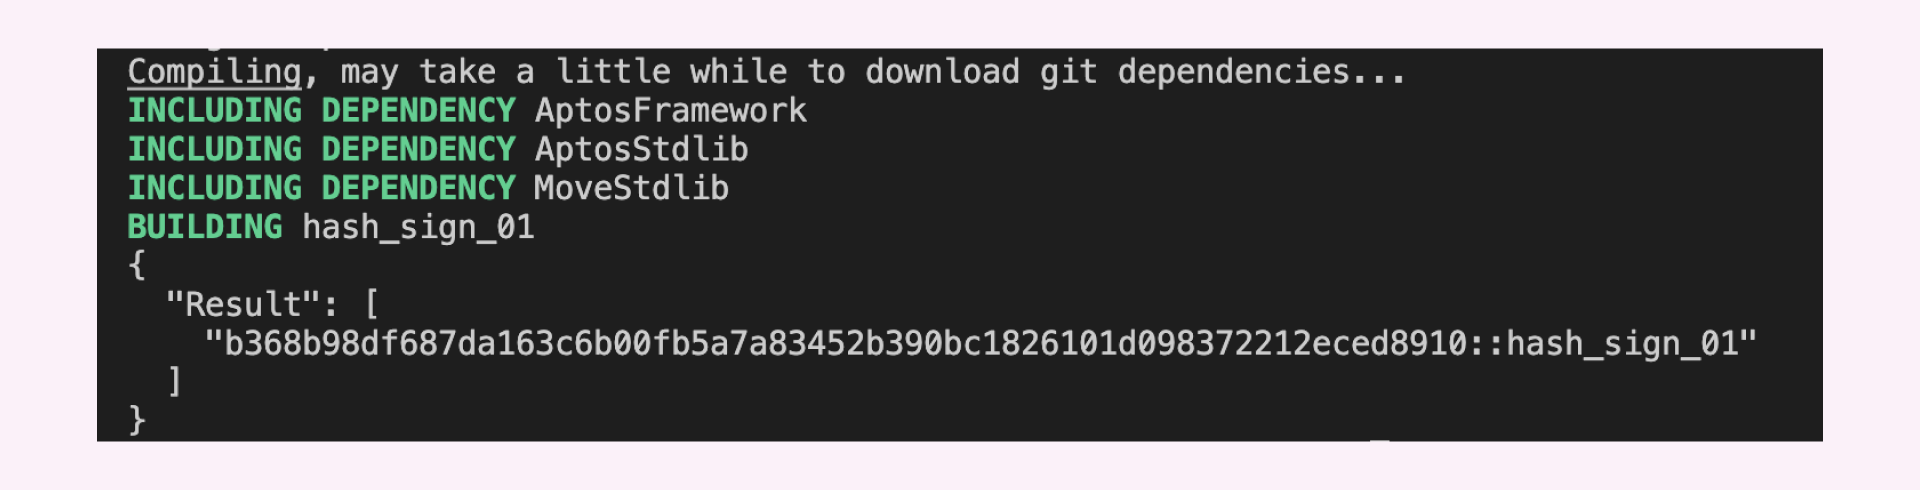 Compiling, may take a little while to download git dependencies...
INCLUDING DEPENDENCY AptosFramework
INCLUDING DEPENDENCY AptosStdlib
INCLUDING DEPENDENCY MoveStdlib
BUILDING hash_sign_01
{
  "Result": [
    "b368b98df687da163c6b00fb5a7a83452b390bc1826101d098372212eced8910::hash_sign_01"
  ]
}